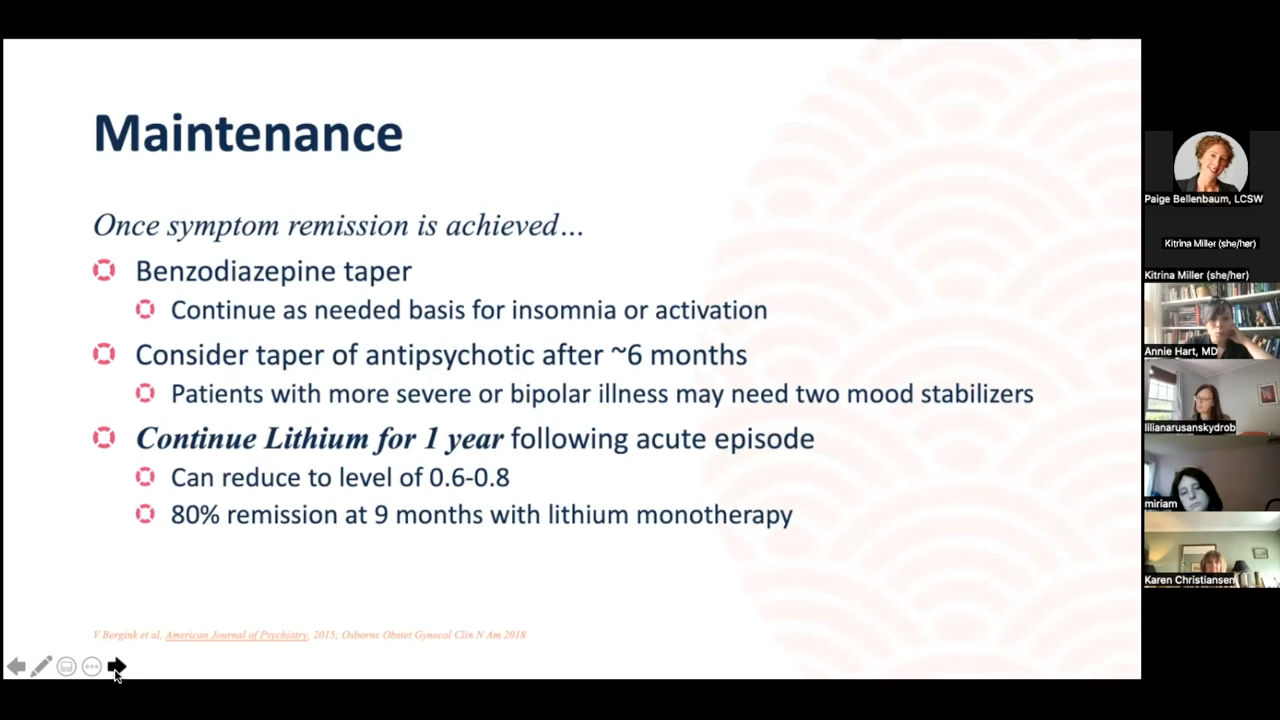 Maintenance
Once symptom remission is achieved…
Benzodiazepine taper
Continue as needed basis for insomnia or activation
Consider taper of antipsychotic after ~6 months
Patients with more severe or bipolar illness may need two mood stabilizers
Continue Lithium for 1 year following acute episode
Can reduce to level of 0.6-0.8
80% remission at 9 months with lithium monotherapy
V Bergink et al, American Journal of Psychiatry, 2015; Osborne Obstet Gynecol Clin N Am 2018
Paige Bellenbaum, LCSW
Kitrina Miller (she/her)
Kitrina Miller (she/her)
Annie Hart, MD
lilianarusanskydrob
miriam
Karen Christiansen